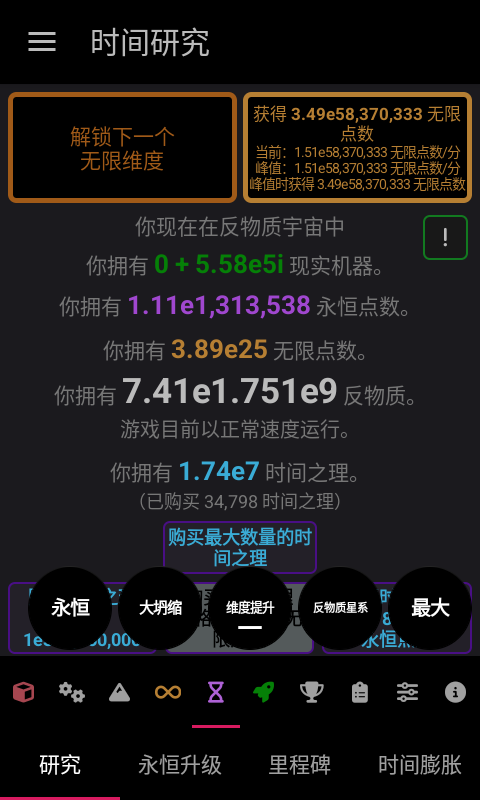 时间研究
解锁下一个
无限维度
获得 3.49e58,370,333 无限
点数
当前：1.51e58,370,333 无限点数/分
峰值：1.51e58,370,333 无限点数/分
峰值时获得 3.49e58,370,333 无限点数
你现在在反物质宇宙中
!
你拥有 0 + 5.58e5i 现实机器。
你拥有 1.11e1,313,538 永恒点数。
你拥有 3.89e25 无限点数。
你拥有 7.41e1.751e9 反物质。
游戏目前以正常速度运行。
你拥有 1.74e7 时间之理。
（已购买 34,798 时间之理）
购买最大数量的时
间之理
永恒
大坍缩
维度提升
反物质星系
最大
研究
永恒升级
里程碑
时间膨胀